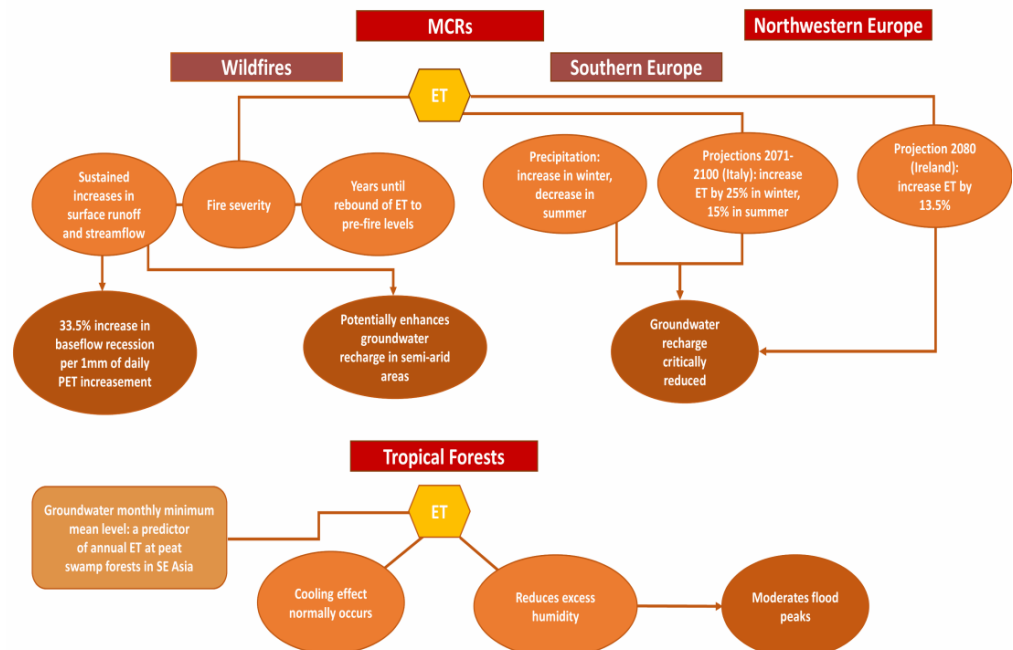 MCRs
Northwestern Europe
Wildfires
Southern Europe
ET
Sustained
increases in
surface runoff
and streamflow
Fire severity
Years until
rebound of ET to
pre-fire levels
Precipitation:
increase in winter,
decrease in
summer
Projections 2071-
2100 (Italy): increase
ET by 25% in winter,
15% in summer
Projection 2080
(Ireland):
increase ET by
13.5%
33.5% increase in
baseflow recession
per 1mm of daily
PET increasement
Potentially enhances
groundwater
recharge in semi-arid
areas
Groundwater
recharge
critically
reduced
Tropical Forests
ET
Groundwater monthly minimum
mean level: a predictor
of annual ET at peat
swamp forests in SE Asia
Cooling effect
normally occurs
Reduces excess
humidity
Moderates flood
peaks